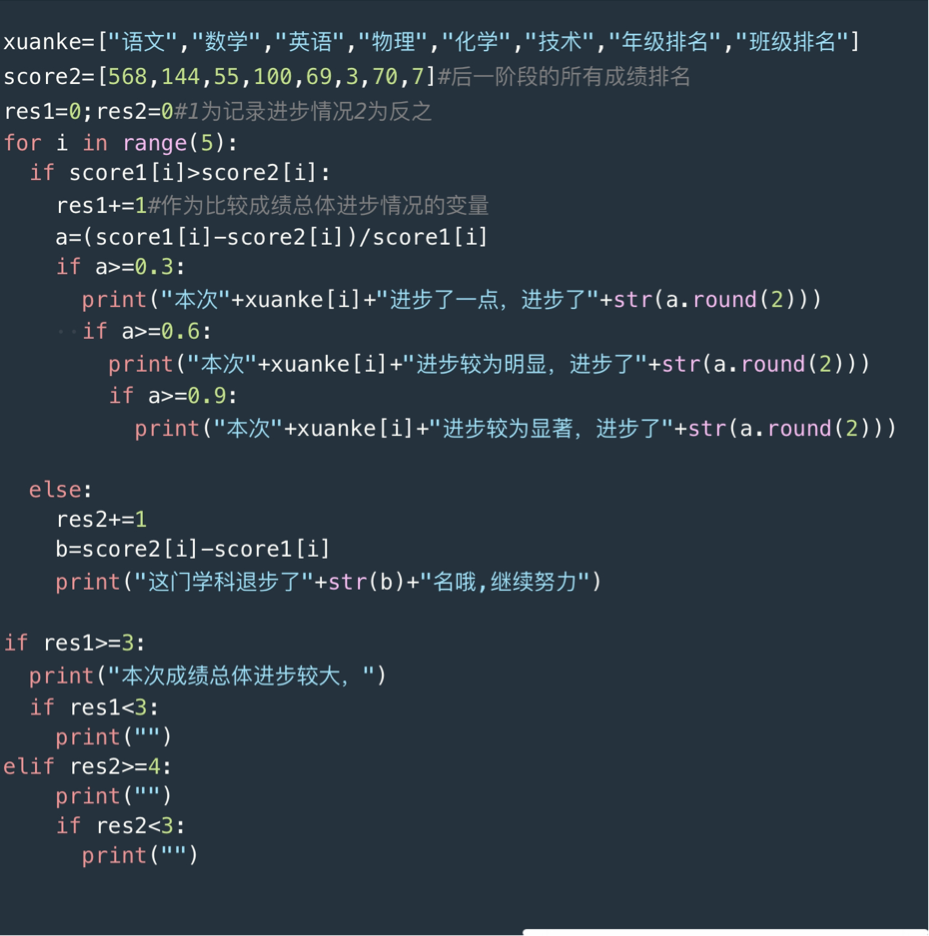 xuanke=["语文","数学","英语","物理","化学","技术","年级排名","班级排名"]
score2=[568,144,55,100,69,3,70,7]#后一阶段的所有成绩排名
res1=0;res2=0#1为记录进步情况2为反之
for i in range(5):
  if score1[i]>score2[i]:
    res1+=1#作为比较成绩总体进步情况的变量
    a=(score1[i]-score2[i])/score1[i]
    if a>=0.3:
      print("本次"+xuanke[i]+"进步了一点，进步了"+str(a.round(2)))
      if a>=0.6:
        print("本次"+xuanke[i]+"进步较为明显，进步了"+str(a.round(2)))
        if a>=0.9:
          print("本次"+xuanke[i]+"进步较为显著，进步了"+str(a.round(2)))
  else:
    res2+=1
    b=score2[i]-score1[i]
    print("这门学科退步了"+str(b)+"名哦,继续努力")
if res1>=3:
  print("本次成绩总体进步较大，")
  if res1<3:
    print("")
elif res2>=4:
    print("")
    if res2<3:
      print("")